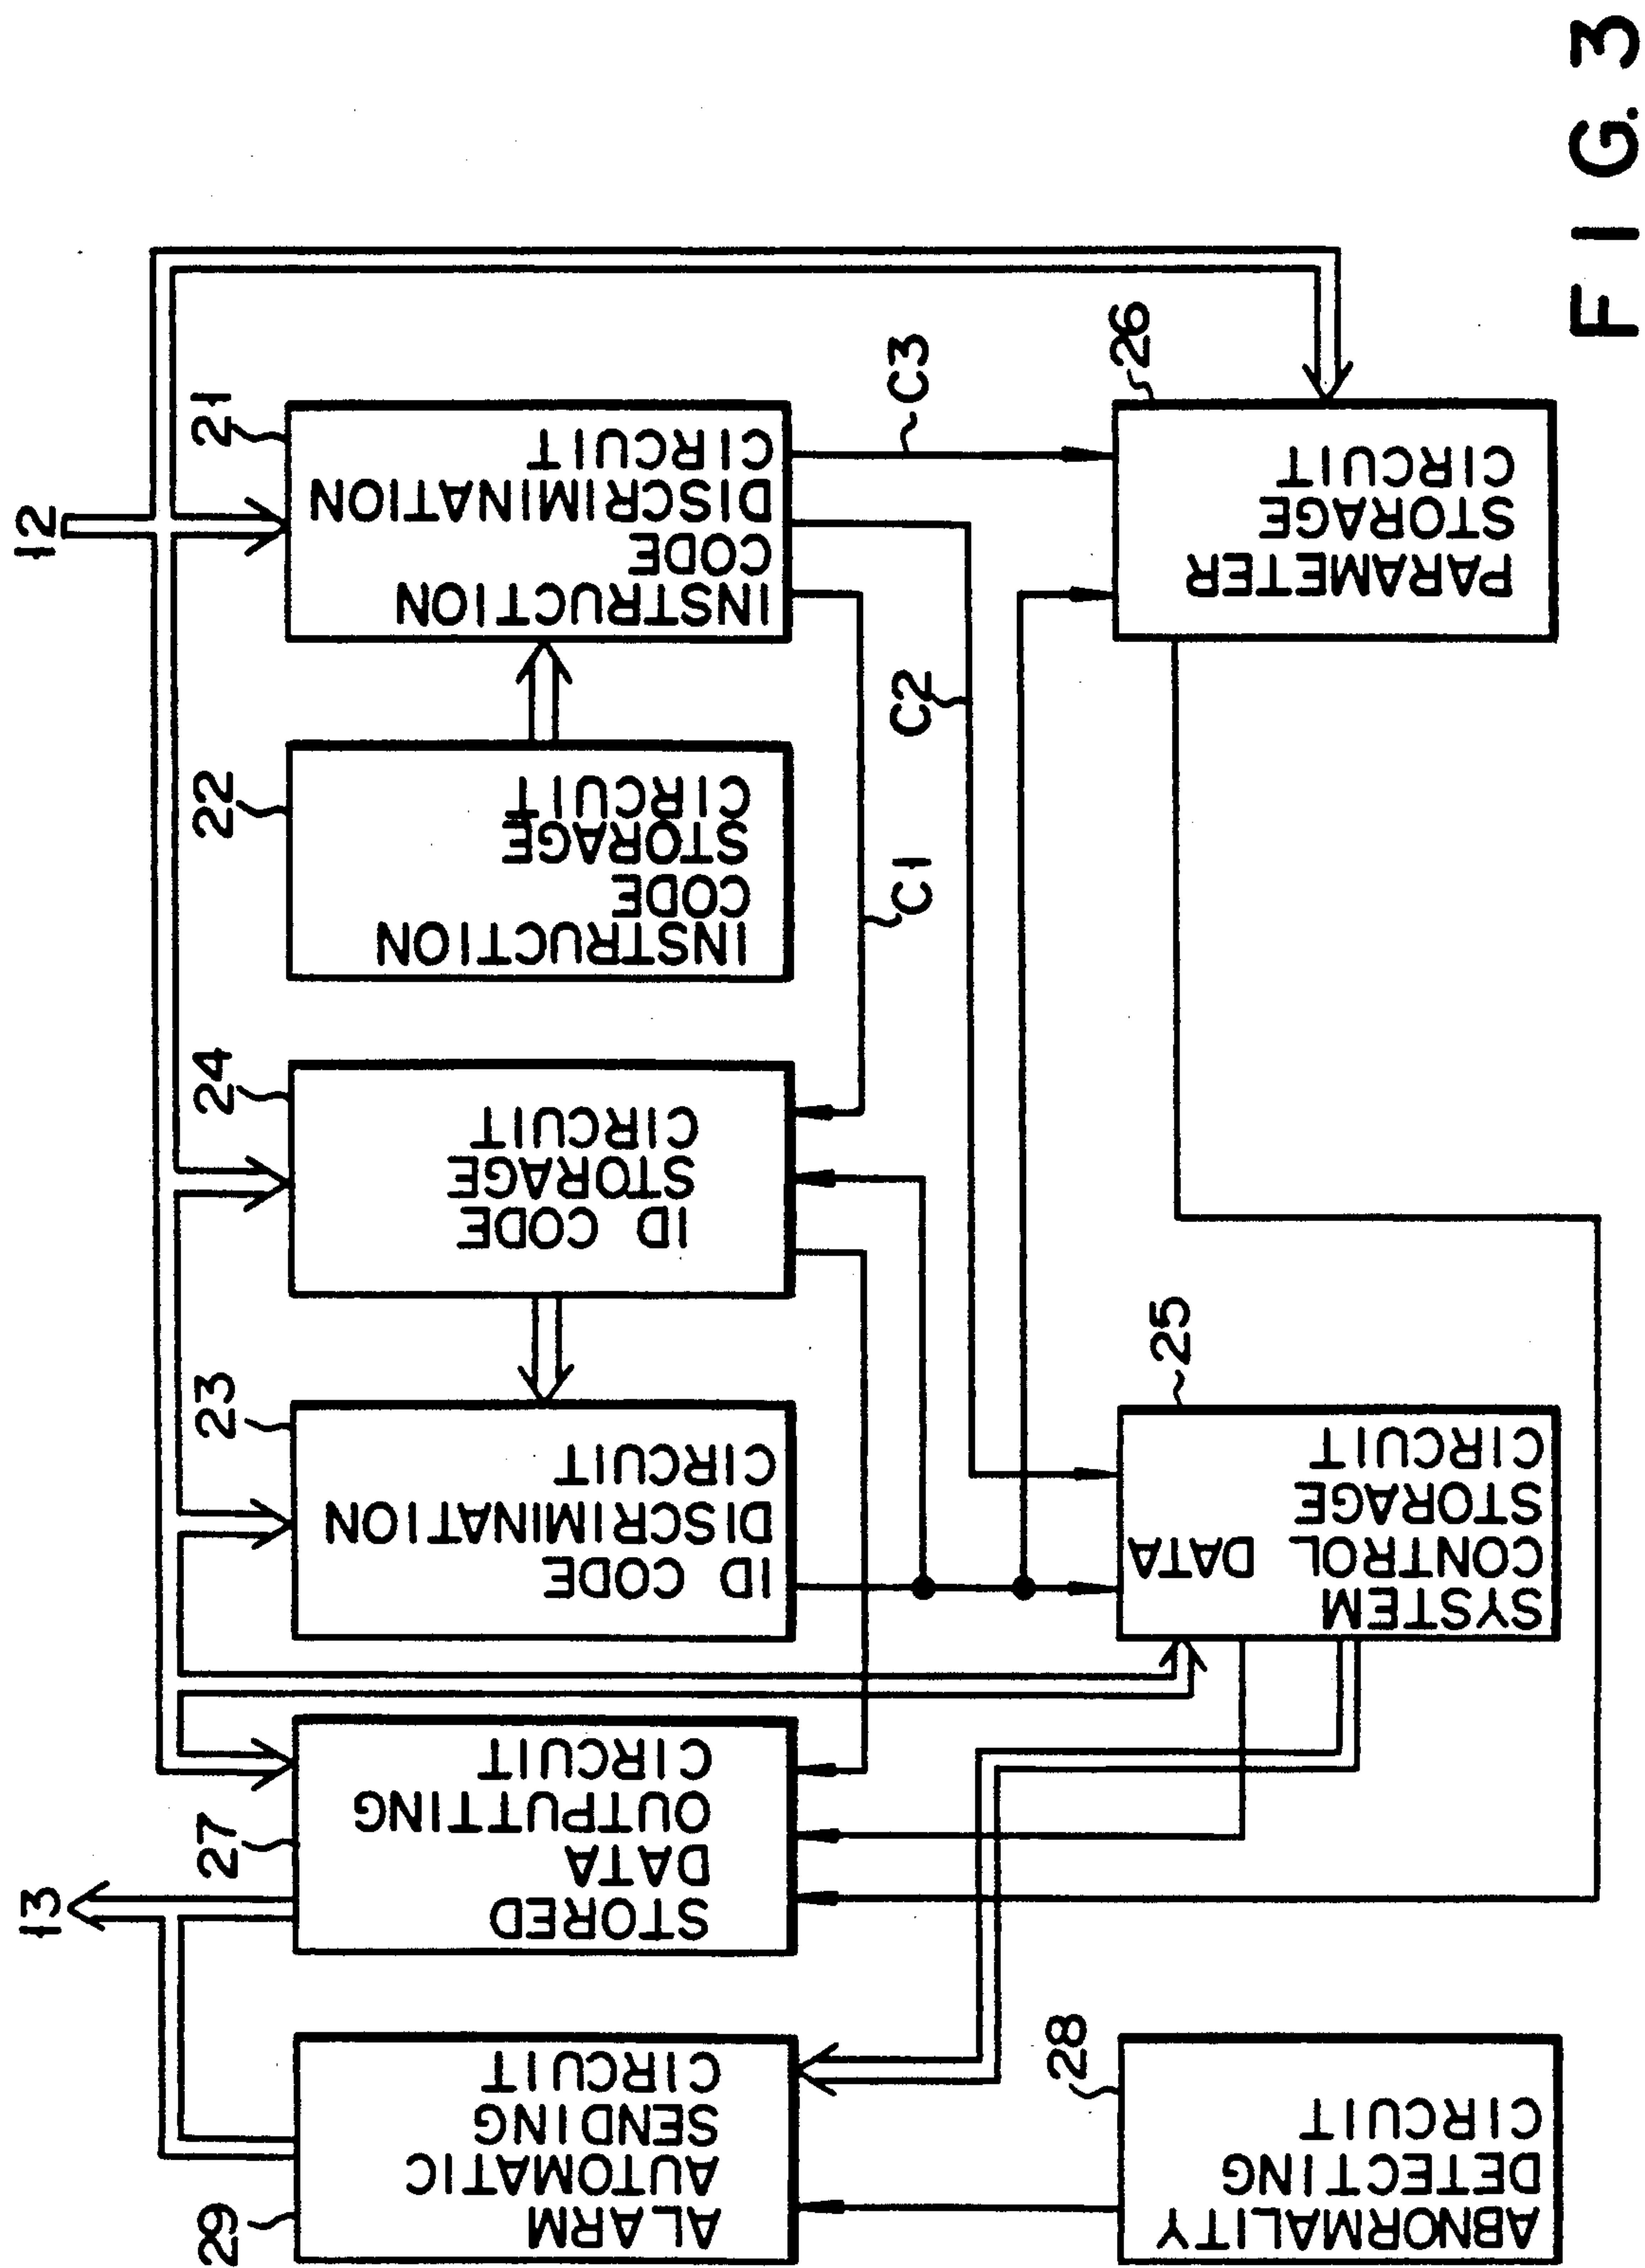 12
13
21
INSTRUCTION
CODE
DISCRIMINATION
CIRCUIT
22
INSTRUCTION
CODE
STORAGE
CIRCUIT
24
ID CODE
STORAGE
CIRCUIT
23
ID CODE
DISCRIMINATION
CIRCUIT
27
STORED
DATA
OUTPUTTING
CIRCUIT
29
ALARM
AUTOMATIC
SENDING
CIRCUIT
C1
C2
C3
26
PARAMETER
STORAGE
CIRCUIT
25
SYSTEM
CONTROL DATA
STORAGE
CIRCUIT
28
ABNORMALITY
DETECTING
CIRCUIT
FIG. 3